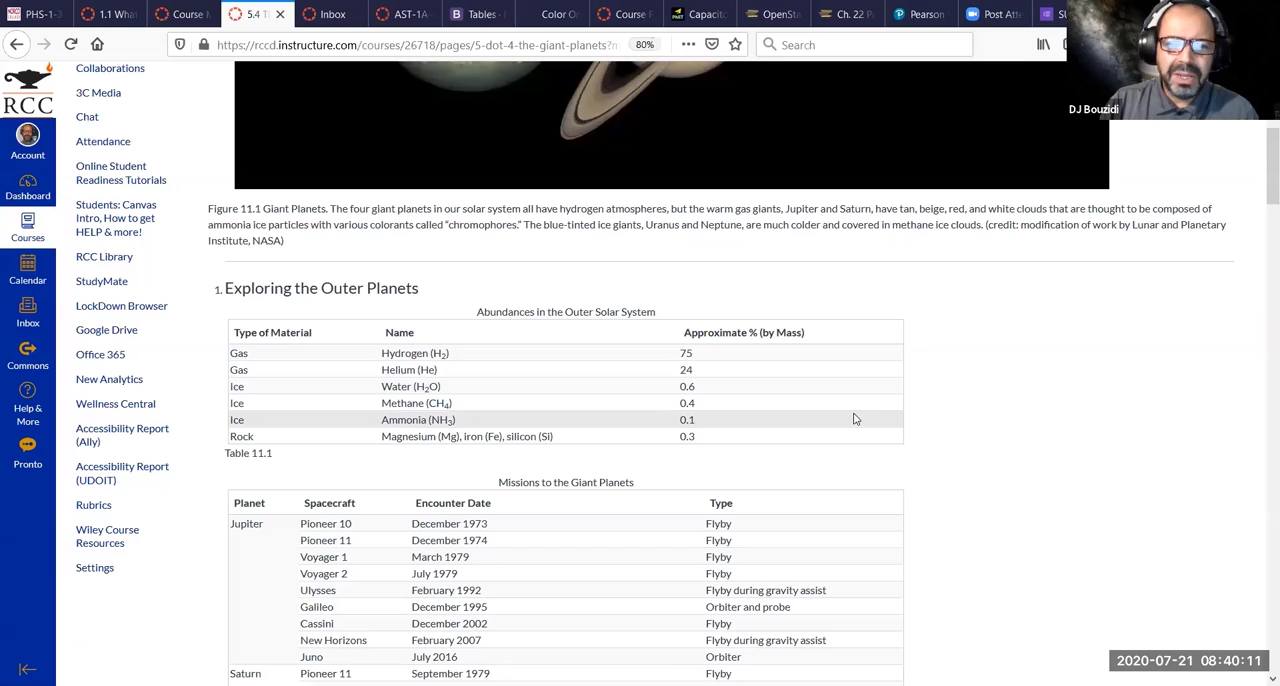 PHS-1-3
1.1 Wha
Course M
5.4 T
Inbox
AST-1A-
Tables -
Color O
Course R
Capacito
OpenSta
Ch. 22 P
Pearson
Post Atte
SU
https://rccd.instructure.com/courses/26718/pages/5-dot-4-the-giant-planets?
80%
Search
DJ Bouzidi
RCC
Account
Dashboard
Courses
Calendar
Inbox
Commons
Help &
More
Pronto
Collaborations
3C Media
Chat
Attendance
Online Student
Readiness Tutorials
Students: Canvas
Intro, How to get
HELP & more!
RCC Library
StudyMate
LockDown Browser
Google Drive
Office 365
New Analytics
Wellness Central
Accessibility Report
(Ally)
Accessibility Report
(UDOIT)
Rubrics
Wiley Course
Resources
Settings
Figure 11.1 Giant Planets. The four giant planets in our solar system all have hydrogen atmospheres, but the warm gas giants, Jupiter and Saturn, have tan, beige, red, and white clouds that are thought to be composed of
ammonia ice particles with various colorants called “chromophores.” The blue-tinted ice giants, Uranus and Neptune, are much colder and covered in methane ice clouds. (credit: modification of work by Lunar and Planetary
Institute, NASA)
1. Exploring the Outer Planets
Abundances in the Outer Solar System
Type of Material Name Approximate % (by Mass)
Gas Hydrogen (H2) 75
Gas Helium (He) 24
Ice Water (H2O) 0.6
Ice Methane (CH4) 0.4
Ice Ammonia (NH3) 0.1
Rock Magnesium (Mg), iron (Fe), silicon (Si) 0.3
Table 11.1
Missions to the Giant Planets
Planet Spacecraft Encounter Date Type
Jupiter Pioneer 10 December 1973 Flyby
Pioneer 11 December 1974 Flyby
Voyager 1 March 1979 Flyby
Voyager 2 July 1979 Flyby
Ulysses February 1992 Flyby during gravity assist
Galileo December 1995 Orbiter and probe
Cassini December 2002 Flyby
New Horizons February 2007 Flyby during gravity assist
Juno July 2016 Orbiter
Saturn Pioneer 11 September 1979 Flyby
2020-07-21 08:40:11